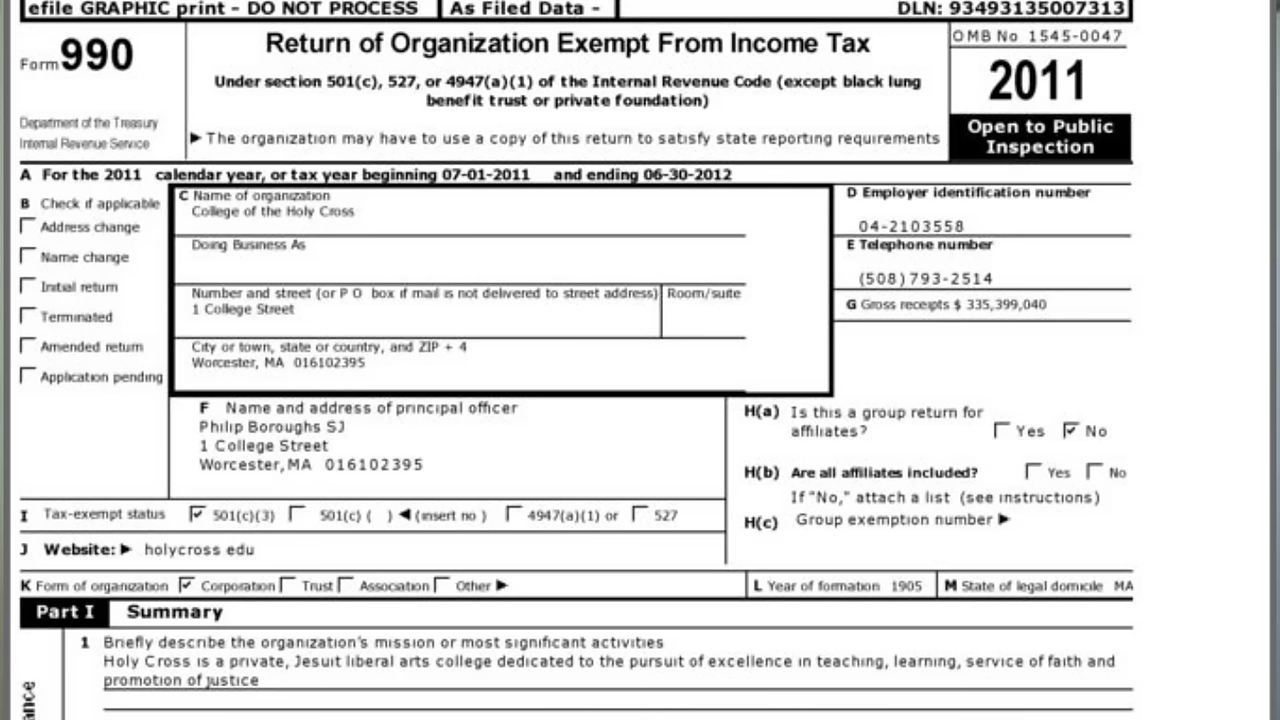 efile GRAPHIC print - DO NOT PROCESS
As Filed Data -
DLN: 93493135007313
Form 990
Department of the Treasury
Internal Revenue Service
Return of Organization Exempt From Income Tax
Under section 501(c), 527, or 4947(a)(1) of the Internal Revenue Code (except black lung
benefit trust or private foundation)
▶ The organization may have to use a copy of this return to satisfy state reporting requirements
OMB No 1545-0047
2011
Open to Public
Inspection
A For the 2011 calendar year, or tax year beginning 07-01-2011 and ending 06-30-2012
B Check if applicable
Address change
Name change
Initial return
Terminated
Amended return
Application pending
C Name of organization
College of the Holy Cross
Doing Business As
Number and street (or P O box if mail is not delivered to street address) Room/suite
1 College Street
City or town, state or country, and ZIP + 4
Worcester, MA 016102395
D Employer identification number
04-2103558
E Telephone number
(508) 793-2514
G Gross receipts $ 335,399,040
F Name and address of principal officer
Philip Boroughs SJ
1 College Street
Worcester, MA 016102395
H(a) Is this a group return for
affiliates? Yes No
H(b) Are all affiliates included? Yes No
If "No," attach a list (see instructions)
H(c) Group exemption number ▶
I Tax-exempt status 501(c)(3) 501(c) ( ) ◀ (insert no ) 4947(a)(1) or 527
J Website: ▶ holycross edu
K Form of organization Corporation Trust Association Other ▶
L Year of formation 1905
M State of legal domicile MA
Part I Summary
1 Briefly describe the organization's mission or most significant activities
Holy Cross is a private, Jesuit liberal arts college dedicated to the pursuit of excellence in teaching, learning, service of faith and
promotion of justice